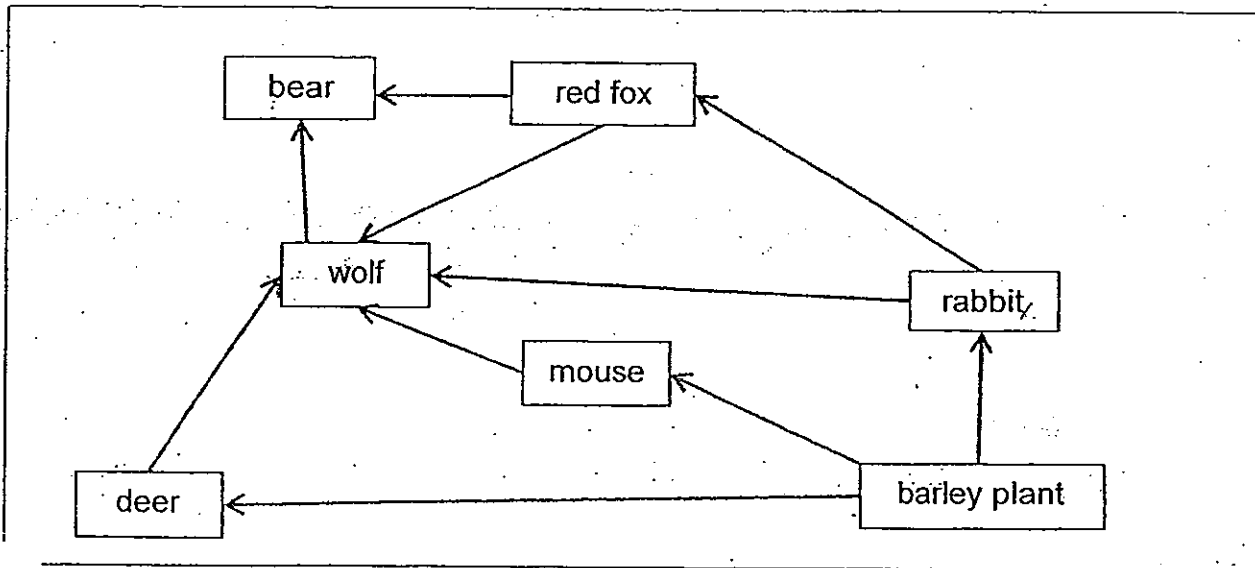 bear
red fox
wolf
rabbit
mouse
deer
barley plant